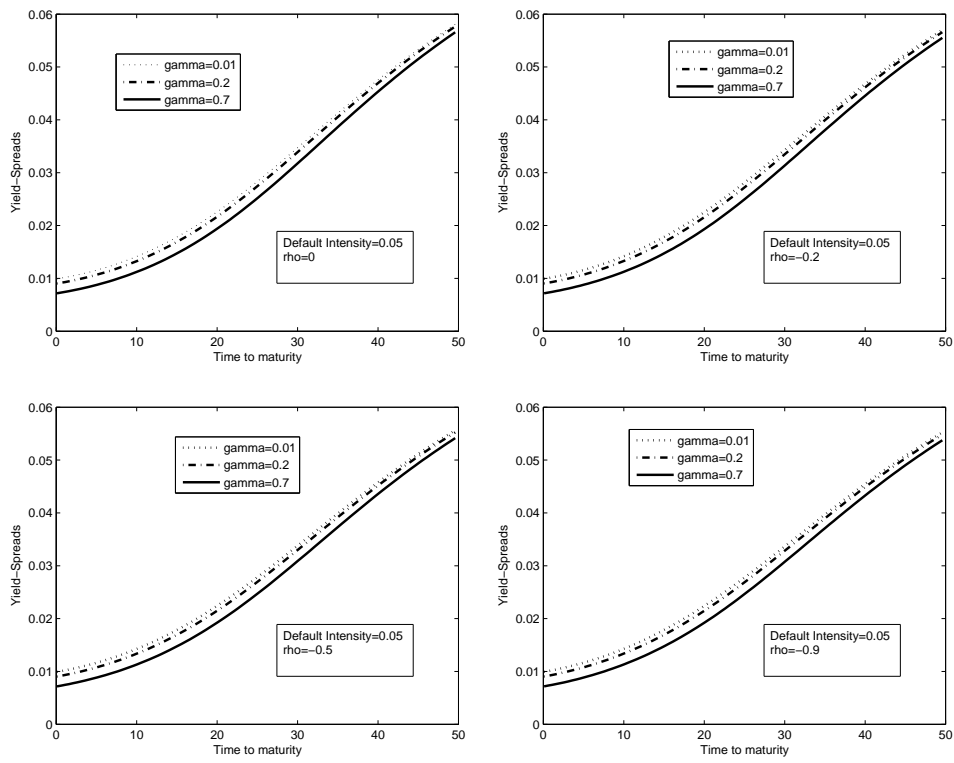 0.06
0.05
0.04
0.03
0.02
0.01
0
Yield−Spreads
gamma=0.01
gamma=0.2
gamma=0.7
Default Intensity=0.05
rho=0
0 10 20 30 40 50
Time to maturity
0.06
0.05
0.04
0.03
0.02
0.01
0
Yield−Spreads
gamma=0.01
gamma=0.2
gamma=0.7
Default Intensity=0.05
rho=−0.2
0 10 20 30 40 50
Time to maturity
0.06
0.05
0.04
0.03
0.02
0.01
0
Yield−Spreads
gamma=0.01
gamma=0.2
gamma=0.7
Default Intensity=0.05
rho=−0.5
0 10 20 30 40 50
Time to maturity
0.06
0.05
0.04
0.03
0.02
0.01
0
Yield−Spreads
gamma=0.01
gamma=0.2
gamma=0.7
Default Intensity=0.05
rho=−0.9
0 10 20 30 40 50
Time to maturity